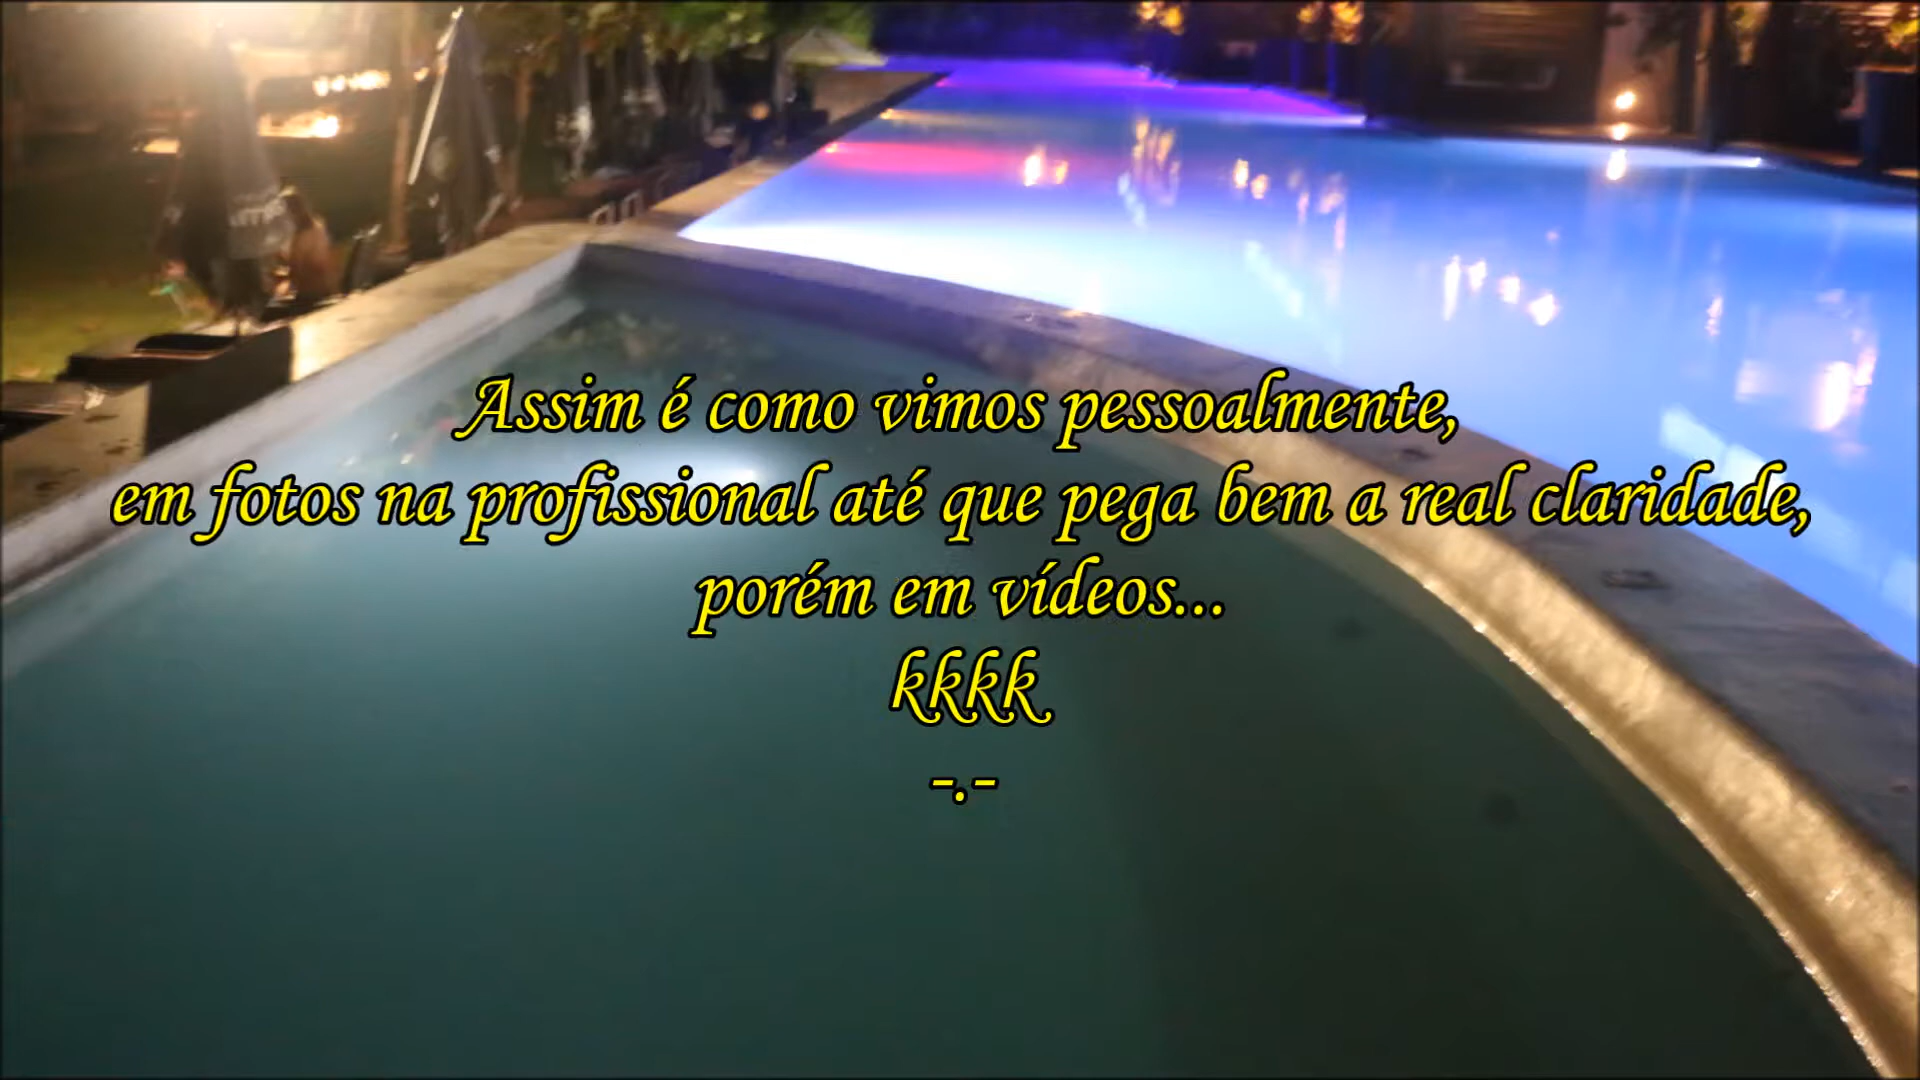 Assim é como vimos pessoalmente,
em fotos na profissional até que pega bem a real claridade,
porém em vídeos...
kkkk
-.-